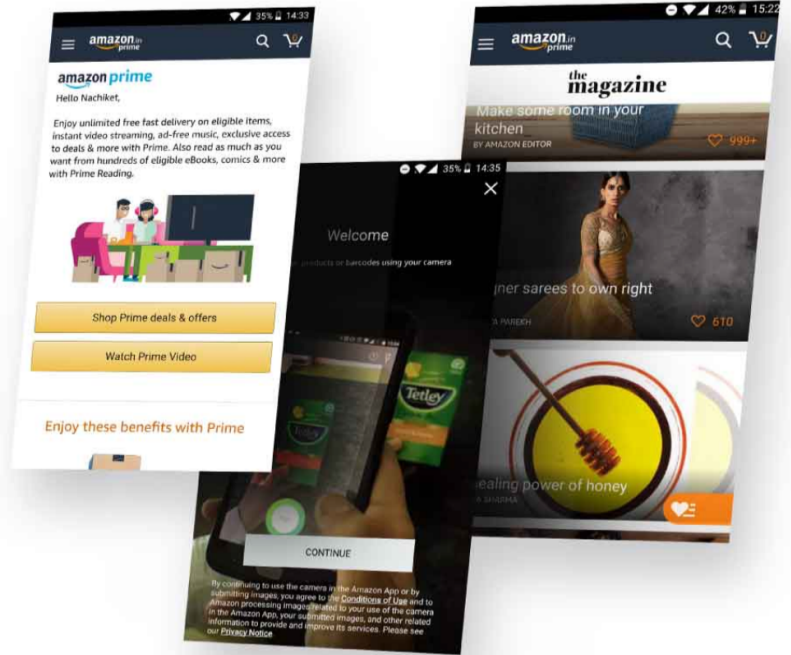 35% 14:33
amazon.in
prime
0
amazon prime
Hello Nachiket,
Enjoy unlimited free fast delivery on eligible items,
instant video streaming, ad-free music, exclusive access
to deals & more with Prime. Also read as much as you
want from hundreds of eligible eBooks, comics & more
with Prime Reading.
Shop Prime deals & offers
Watch Prime Video
Enjoy these benefits with Prime
35% 14:35
Welcome
products or barcodes using your camera
Tetley
CONTINUE
By continuing to use the camera in the Amazon App or by
submitting images, you agree to the Conditions of Use and to
Amazon processing images related to your use of the camera
in the Amazon App, your submitted images, and other related
information to provide and improve its services. Please see
our Privacy Notice
42% 15:22
amazon.in
prime
0
the
magazine
Make some room in your
kitchen
BY AMAZON EDITOR
999+
gner sarees to own right
YA PAREKH
610
ealing power of honey
SHARMA